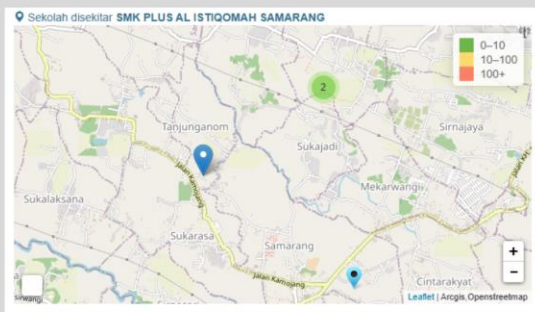 Sekolah disekitar SMK PLUS AL ISTIQOMAH SAMARANG
0–10
10–100
100+
2
Tanjunganom
Sirnajaya
Sukajadi
Jalan Kamojang
Mekarwangi
Sukalaksana
Sukarasa
Samarang
+
−
Jalan Kamojang
Cintarakyat
Leaflet | Arcgis, Openstreetmap